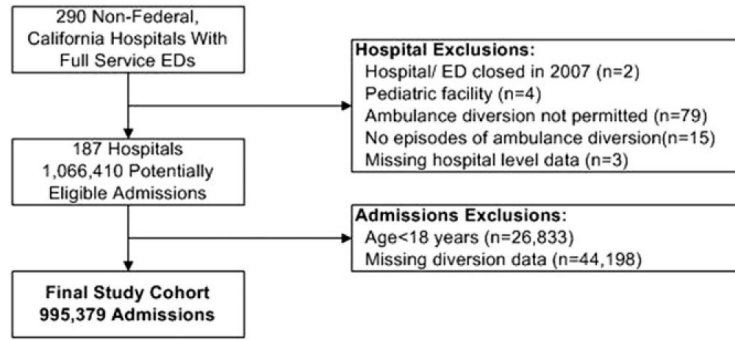 290 Non-Federal,
California Hospitals With
Full Service EDs
Hospital Exclusions:
Hospital/ ED closed in 2007 (n=2)
Pediatric facility (n=4)
Ambulance diversion not permitted (n=79)
No episodes of ambulance diversion(n=15)
Missing hospital level data (n=3)
187 Hospitals
1,066,410 Potentially
Eligible Admissions
Admissions Exclusions:
Age<18 years (n=26,833)
Missing diversion data (n=44,198)
Final Study Cohort
995,379 Admissions